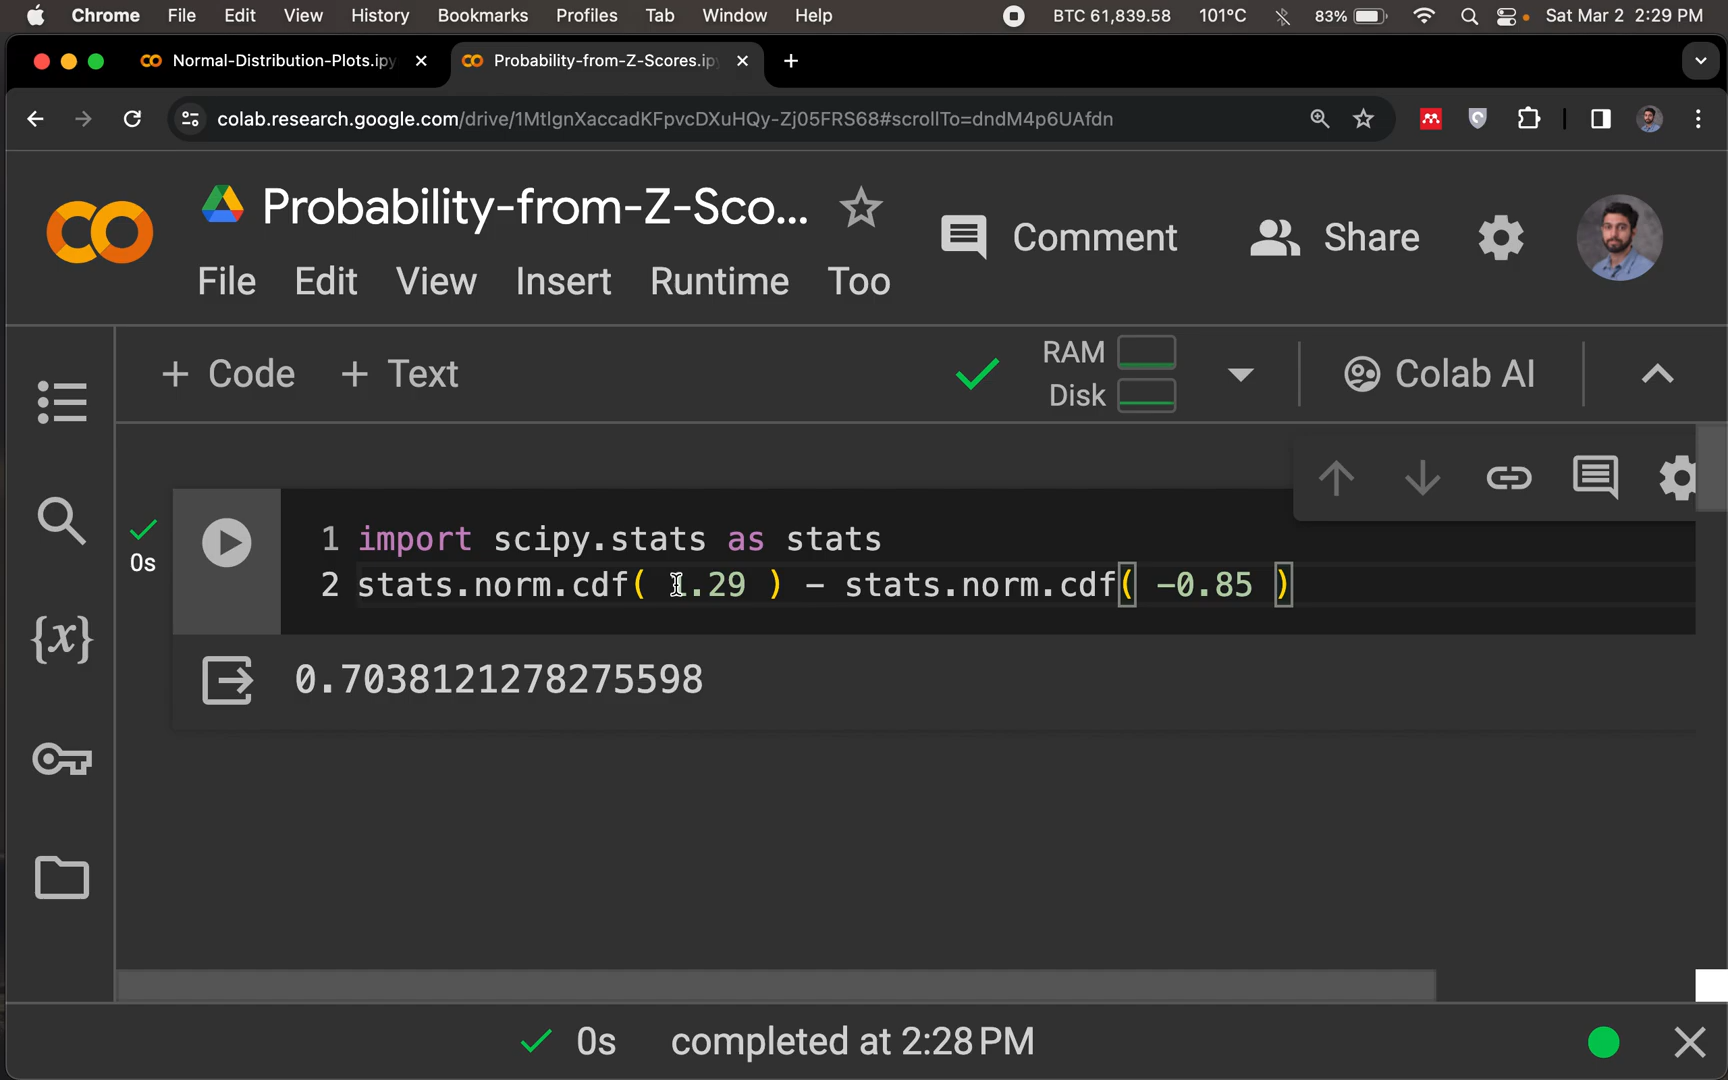 Chrome File Edit View History Bookmarks Profiles Tab Window Help BTC 61,839.58 101°C 83% Sat Mar 2 2:29 PM
Normal-Distribution-Plots.ipy Probability-from-Z-Scores.ip
colab.research.google.com/drive/1MtlgnXaccadKFpvcDXuHQy-Zj05FRS68#scrollTo=dndM4p6UAfdn
Probability-from-Z-Sco...
Comment Share
File Edit View Insert Runtime Too
+ Code + Text
RAM
Disk
Colab AI
1 import scipy.stats as stats
0s
2 stats.norm.cdf( 1.29 ) - stats.norm.cdf( -0.85 )
{x}
0.7038121278275598
0s completed at 2:28 PM